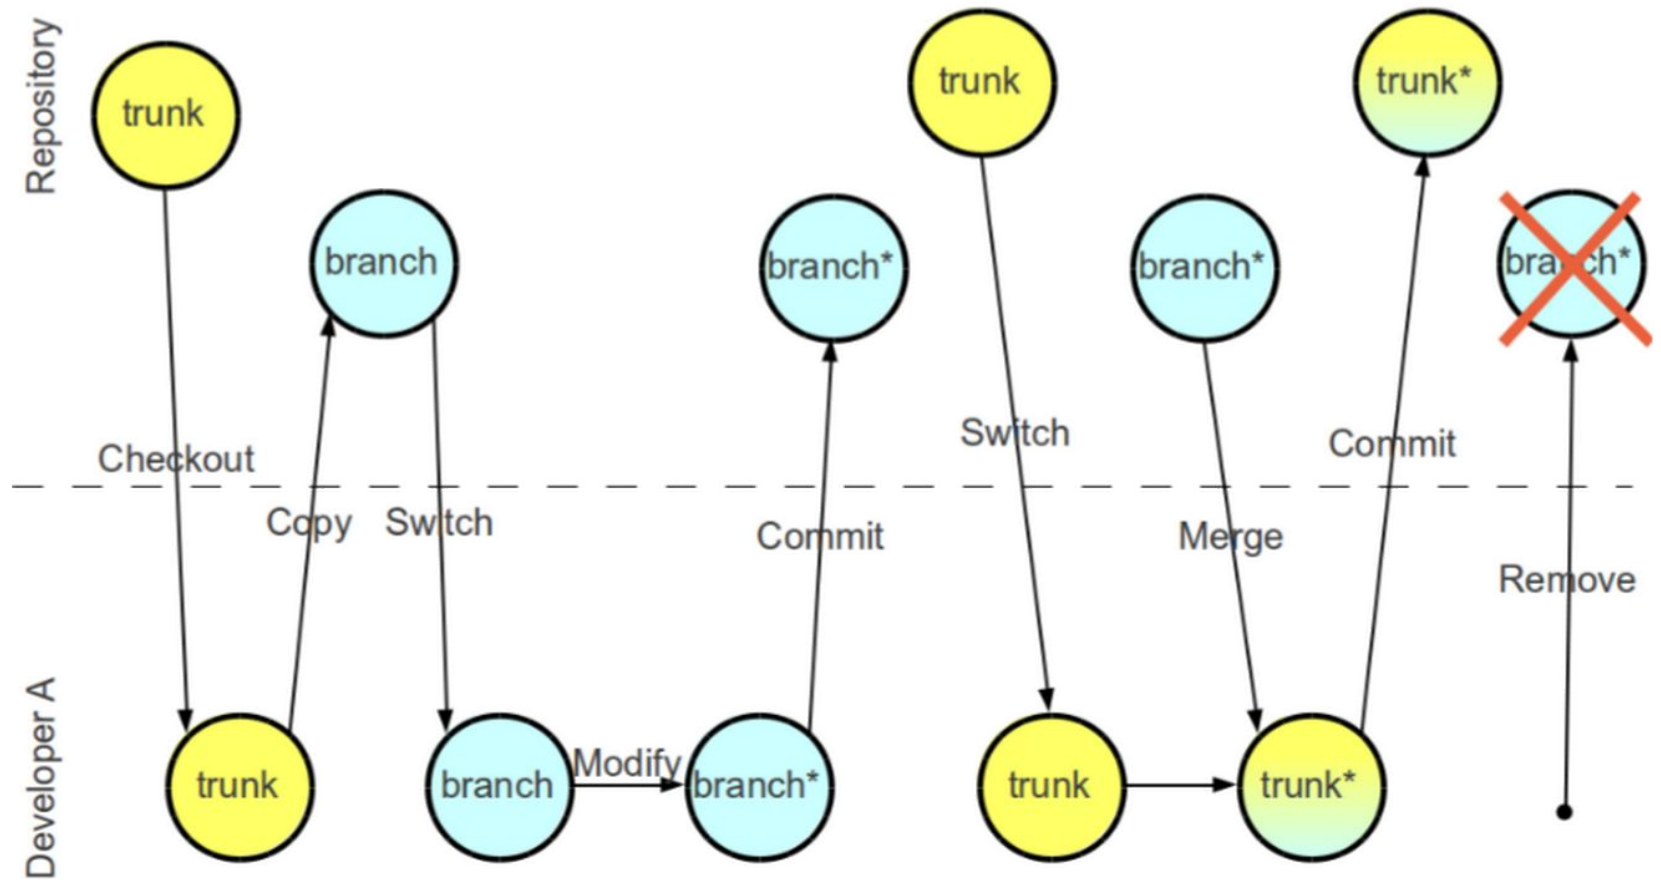 Repository
trunk
branch
branch*
trunk
branch*
trunk*
branch*
Checkout
Copy
Switch
Commit
Switch
Merge
Commit
Remove
Developer A
trunk
branch
Modify
branch*
trunk
trunk*